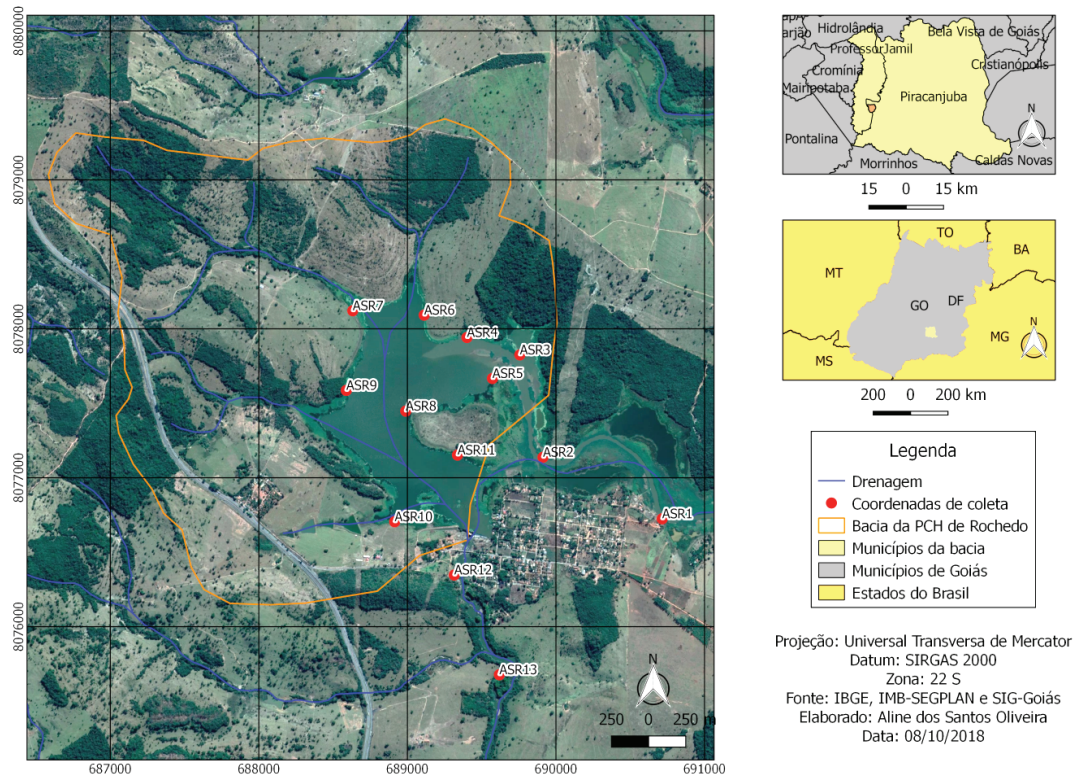 8080000
8079000
8078000
8077000
8076000
687000
688000
689000
690000
691000
ASR7
ASR6
ASR4
ASR3
ASR5
ASR9
ASR8
ASR11
ASR2
ASR1
ASR10
ASR12
ASR13
N
250 0 250 m
Hidrolândia
Bela Vista de Goiás
arjão
Professor Jamil
Cristianópolis
Cromínia
Mairipotaba
Piracanjuba
N
Pontalina
Morrinhos
Caldas Novas
15 0 15 km
TO
BA
MT
GO
DF
MG
MS
N
200 0 200 km
Legenda
Drenagem
Coordenadas de coleta
Bacia da PCH de Rochedo
Municípios da bacia
Municípios de Goiás
Estados do Brasil
Projeção: Universal Transversa de Mercator
Datum: SIRGAS 2000
Zona: 22 S
Fonte: IBGE, IMB-SEGPLAN e SIG-Goiás
Elaborado: Aline dos Santos Oliveira
Data: 08/10/2018